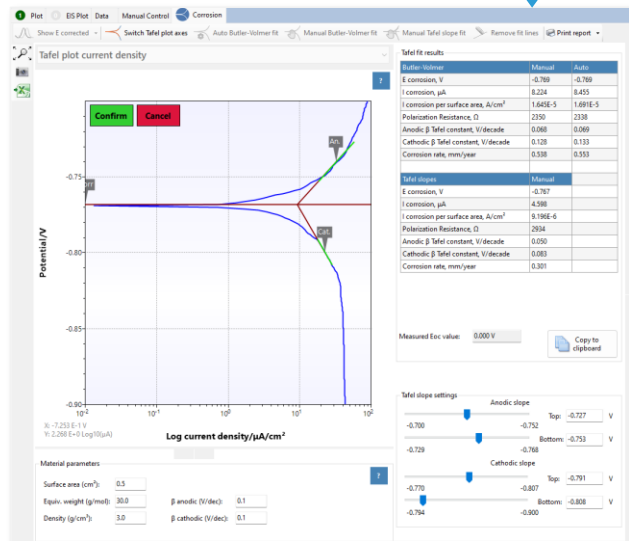 1 Plot EIS Plot Data Manual Control Corrosion
Show E corrected Switch Tafel plot axes Auto Butler-Volmer fit Manual Butler-Volmer fit Manual Tafel slope fit Remove fit lines Print report
Tafel plot current density
?
Confirm Cancel
An.
orr
Cat.
-0.75
-0.80
-0.85
-0.90
Potential/V
10-2 10-1 100 101 102
X: -7.253 E-1 V
Y: 2.268 E+0 Log10(µA)
Log current density/µA/cm²
Material parameters
?
Surface area (cm²): 0.5
Equiv. weight (g/mol): 30.0 β anodic (V/dec): 0.1
Density (g/cm³): 3.0 β cathodic (V/dec): 0.1
Tafel fit results
Butler-Volmer Manual Auto
E corrosion, V -0.769 -0.769
I corrosion, µA 8.224 8.455
I corrosion per surface area, A/cm² 1.645E-5 1.691E-5
Polarization Resistance, Ω 2350 2338
Anodic β Tafel constant, V/decade 0.068 0.069
Cathodic β Tafel constant, V/decade 0.128 0.133
Corrosion rate, mm/year 0.538 0.553
Tafel slopes Manual
E corrosion, V -0.767
I corrosion, µA 4.598
I corrosion per surface area, A/cm² 9.196E-6
Polarization Resistance, Ω 2934
Anodic β Tafel constant, V/decade 0.050
Cathodic β Tafel constant, V/decade 0.083
Corrosion rate, mm/year 0.301
Measured Eoc value: 0.000 V
Copy to
clipboard
Tafel slope settings
Anodic slope
Top: -0.727 V
-0.700 -0.752
Bottom: -0.753 V
-0.729 -0.768
Cathodic slope
Top: -0.791 V
-0.770 -0.807
Bottom: -0.808 V
-0.794 -0.900